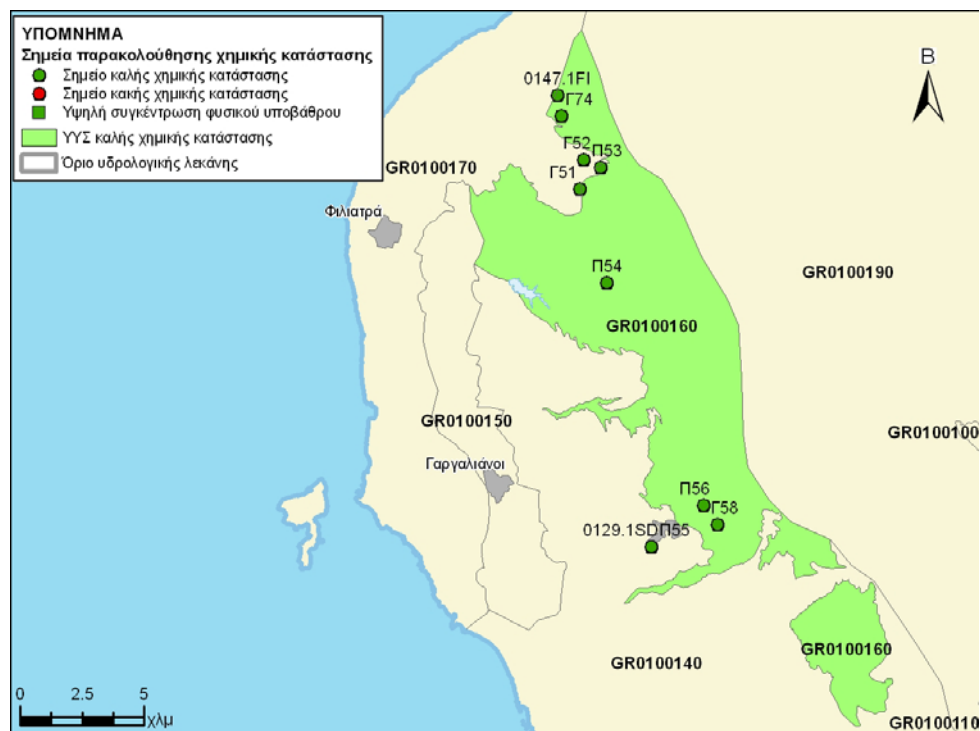 ΥΠΟΜΝΗΜΑ
Σημεία παρακολούθησης χημικής κατάστασης
Σημείο καλής χημικής κατάστασης
Σημείο κακής χημικής κατάστασης
Υψηλή συγκέντρωση φυσικού υποβάθρου
ΥΥΣ καλής χημικής κατάστασης
Όριο υδρολογικής λεκάνης
Β
0147.1FI
Γ74
Γ52
Π53
Γ51
GR0100170
Φιλιατρά
GR0100190
Π54
GR0100160
GR0100150
GR0100100
Γαργαλιάνοι
Π56
Γ58
0129.1SDΠ55
GR0100160
GR0100140
GR0100110
0 2.5 5
χλμ